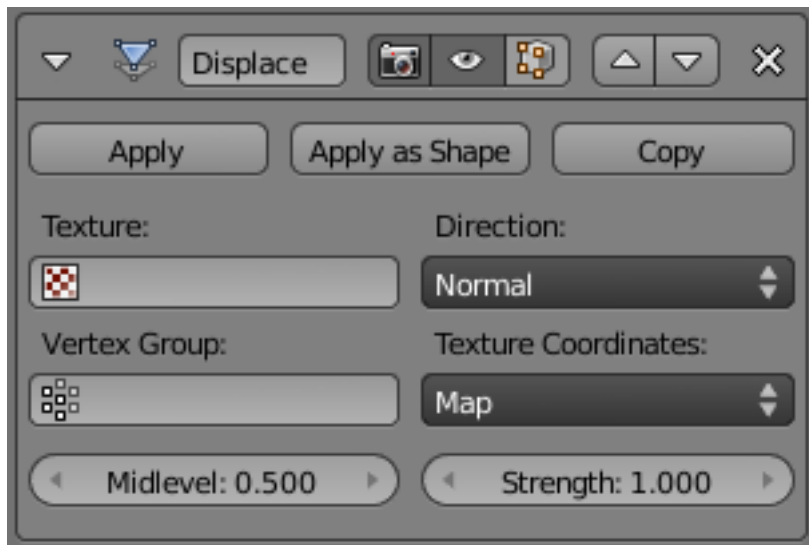 Displace
Apply Apply as Shape Copy
Texture: Direction:
Normal
Vertex Group: Texture Coordinates:
Map
Midlevel: 0.500 Strength: 1.000